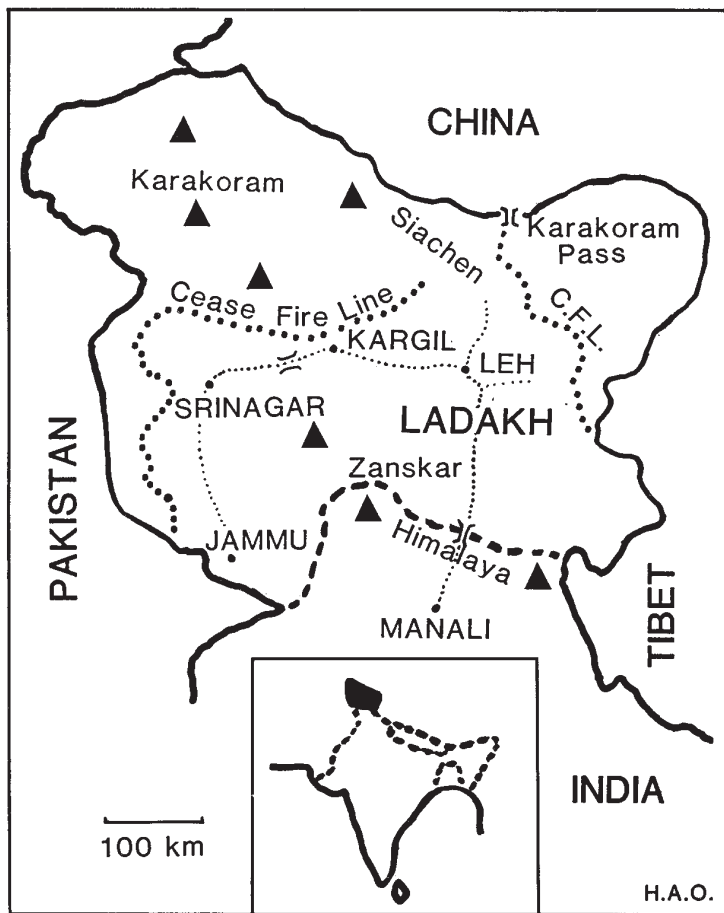 CHINA
Karakoram
Siachen
Karakoram
Pass
Cease Fire Line
C.F.L.
KARGIL
LEH
SRINAGAR
LADAKH
Zanskar
PAKISTAN
JAMMU
Himalaya
MANALI
TIBET
INDIA
100 km
H.A.O.